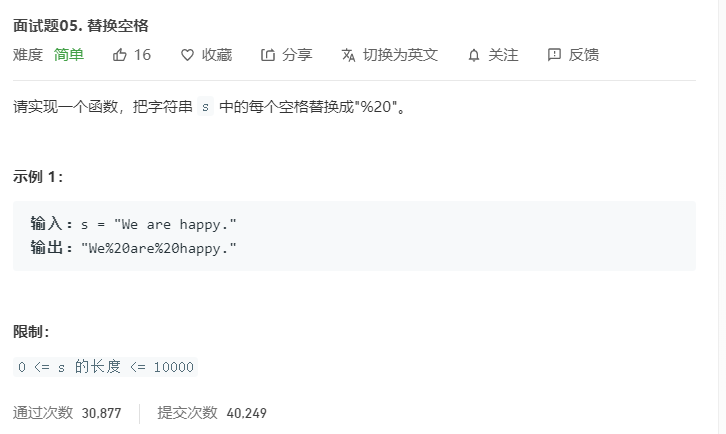 面试题05. 替换空格
难度 简单 16 收藏 分享 切换为英文 关注 反馈
请实现一个函数，把字符串 s 中的每个空格替换成"%20"。
示例 1：
输入：s = "We are happy."
输出："We%20are%20happy."
限制：
0 <= s 的长度 <= 10000
通过次数 30,877 提交次数 40,249